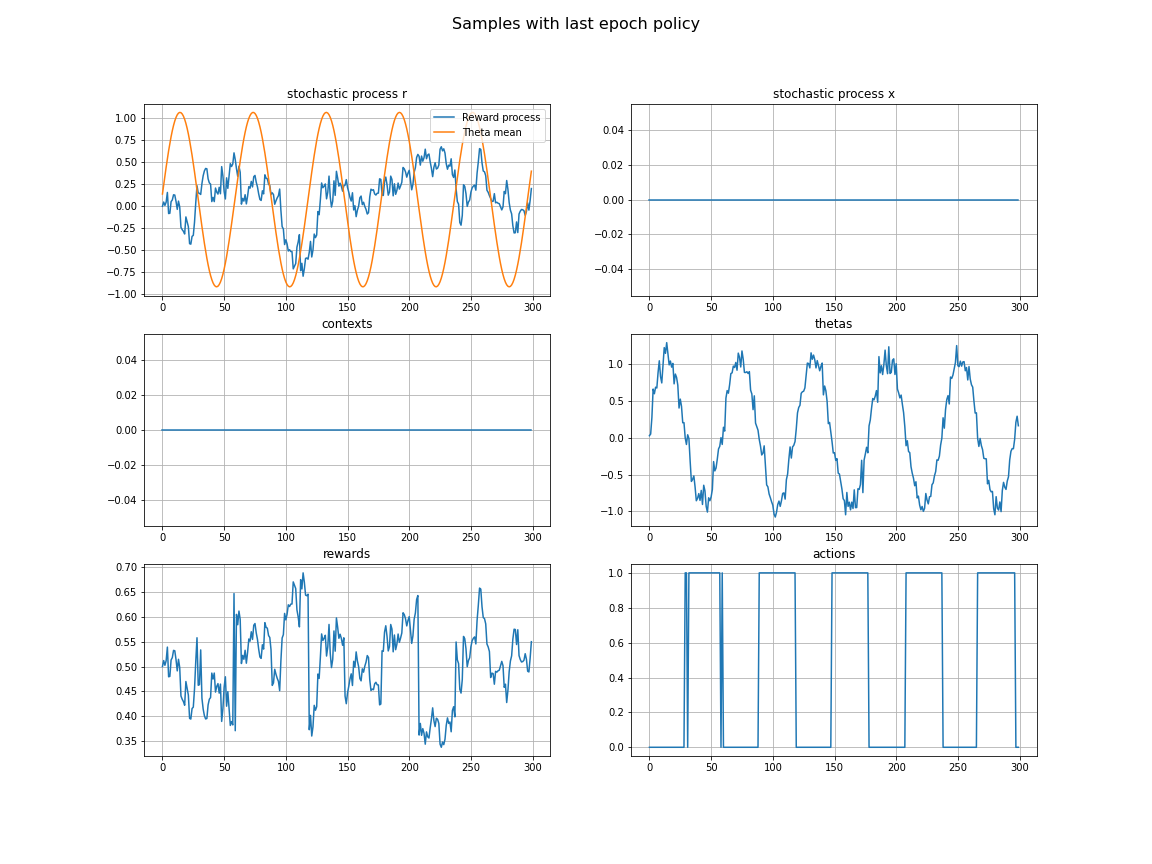 Samples with last epoch policy
stochastic process r
1.00
0.75
0.50
0.25
0.00
−0.25
−0.50
−0.75
−1.00
Reward process
Theta mean
0 50 100 150 200 250 300
stochastic process x
0.04
0.02
0.00
−0.02
−0.04
0 50 100 150 200 250 300
contexts
0.04
0.02
0.00
−0.02
−0.04
0 50 100 150 200 250 300
thetas
1.0
0.5
0.0
−0.5
−1.0
0 50 100 150 200 250 300
rewards
0.70
0.65
0.60
0.55
0.50
0.45
0.40
0.35
0 50 100 150 200 250 300
actions
1.0
0.8
0.6
0.4
0.2
0.0
0 50 100 150 200 250 300